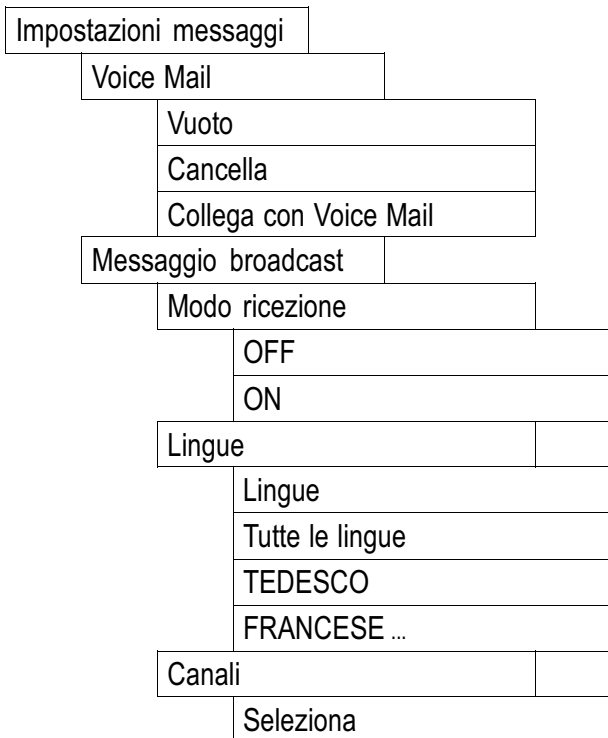 Impostazioni messaggi
Voice Mail
Vuoto
Cancella
Collega con Voice Mail
Messaggio broadcast
Modo ricezione
OFF
ON
Lingue
Lingue
Tutte le lingue
TEDESCO
FRANCESE ...
Canali
Seleziona